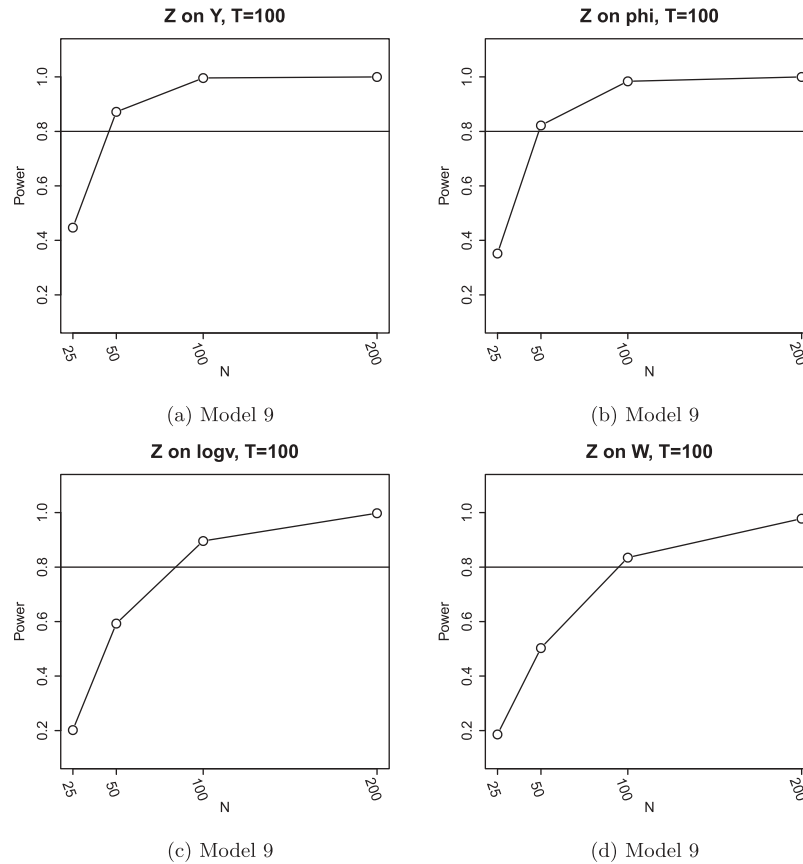 Z on Y, T=100
Power
1.0
0.8
0.6
0.4
0.2
25
50
100
200
N
(a) Model 9
Z on phi, T=100
Power
1.0
0.8
0.6
0.4
0.2
25
50
100
200
N
(b) Model 9
Z on logv, T=100
Power
1.0
0.8
0.6
0.4
0.2
25
50
100
200
N
(c) Model 9
Z on W, T=100
Power
1.0
0.8
0.6
0.4
0.2
25
50
100
200
N
(d) Model 9